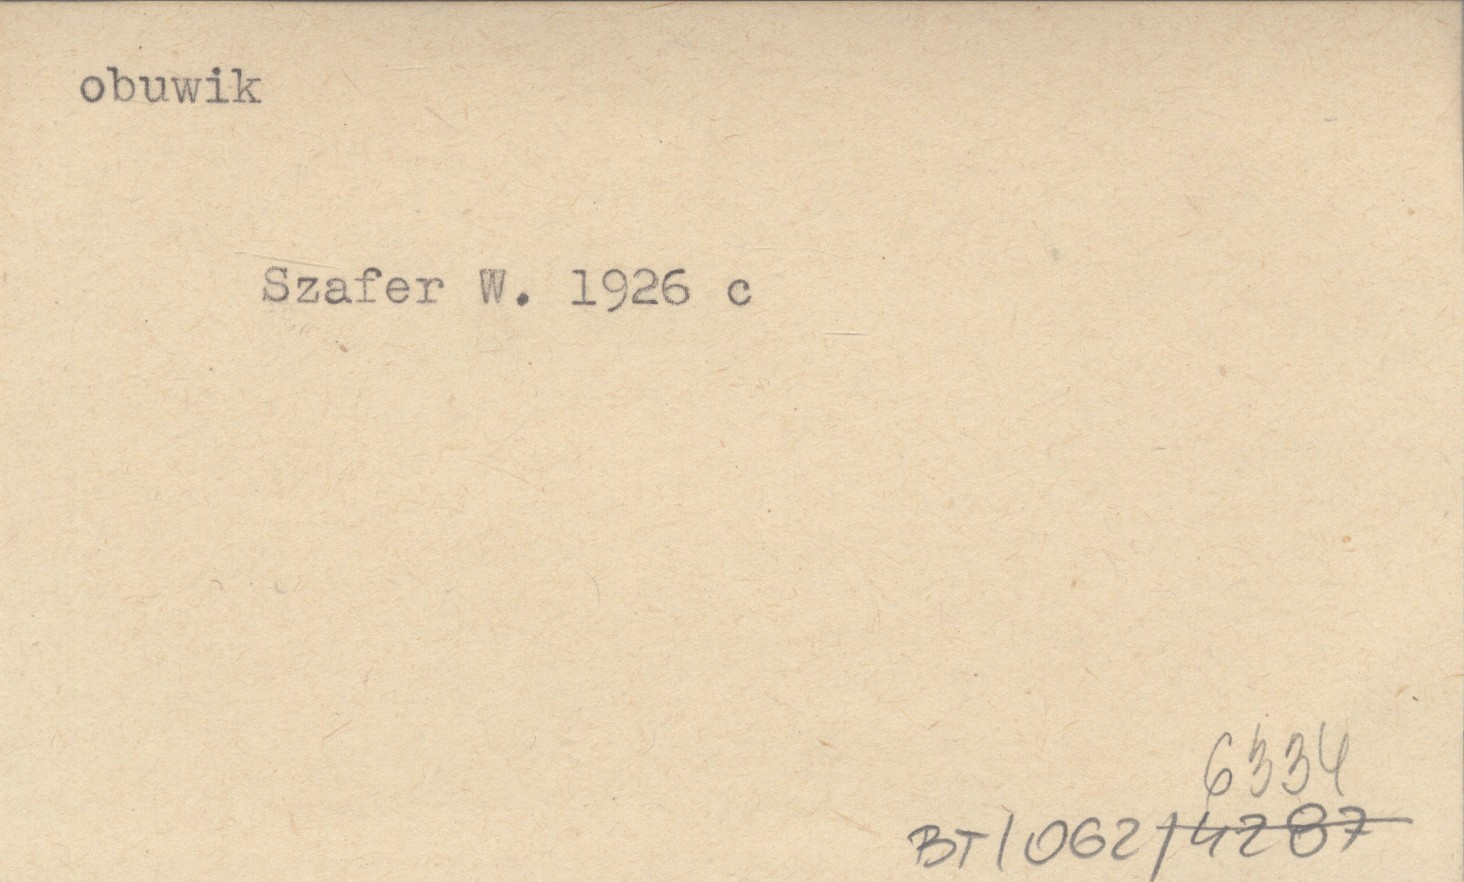 obuwik
Szafer W. 1926 c
6334
BT/062/4287